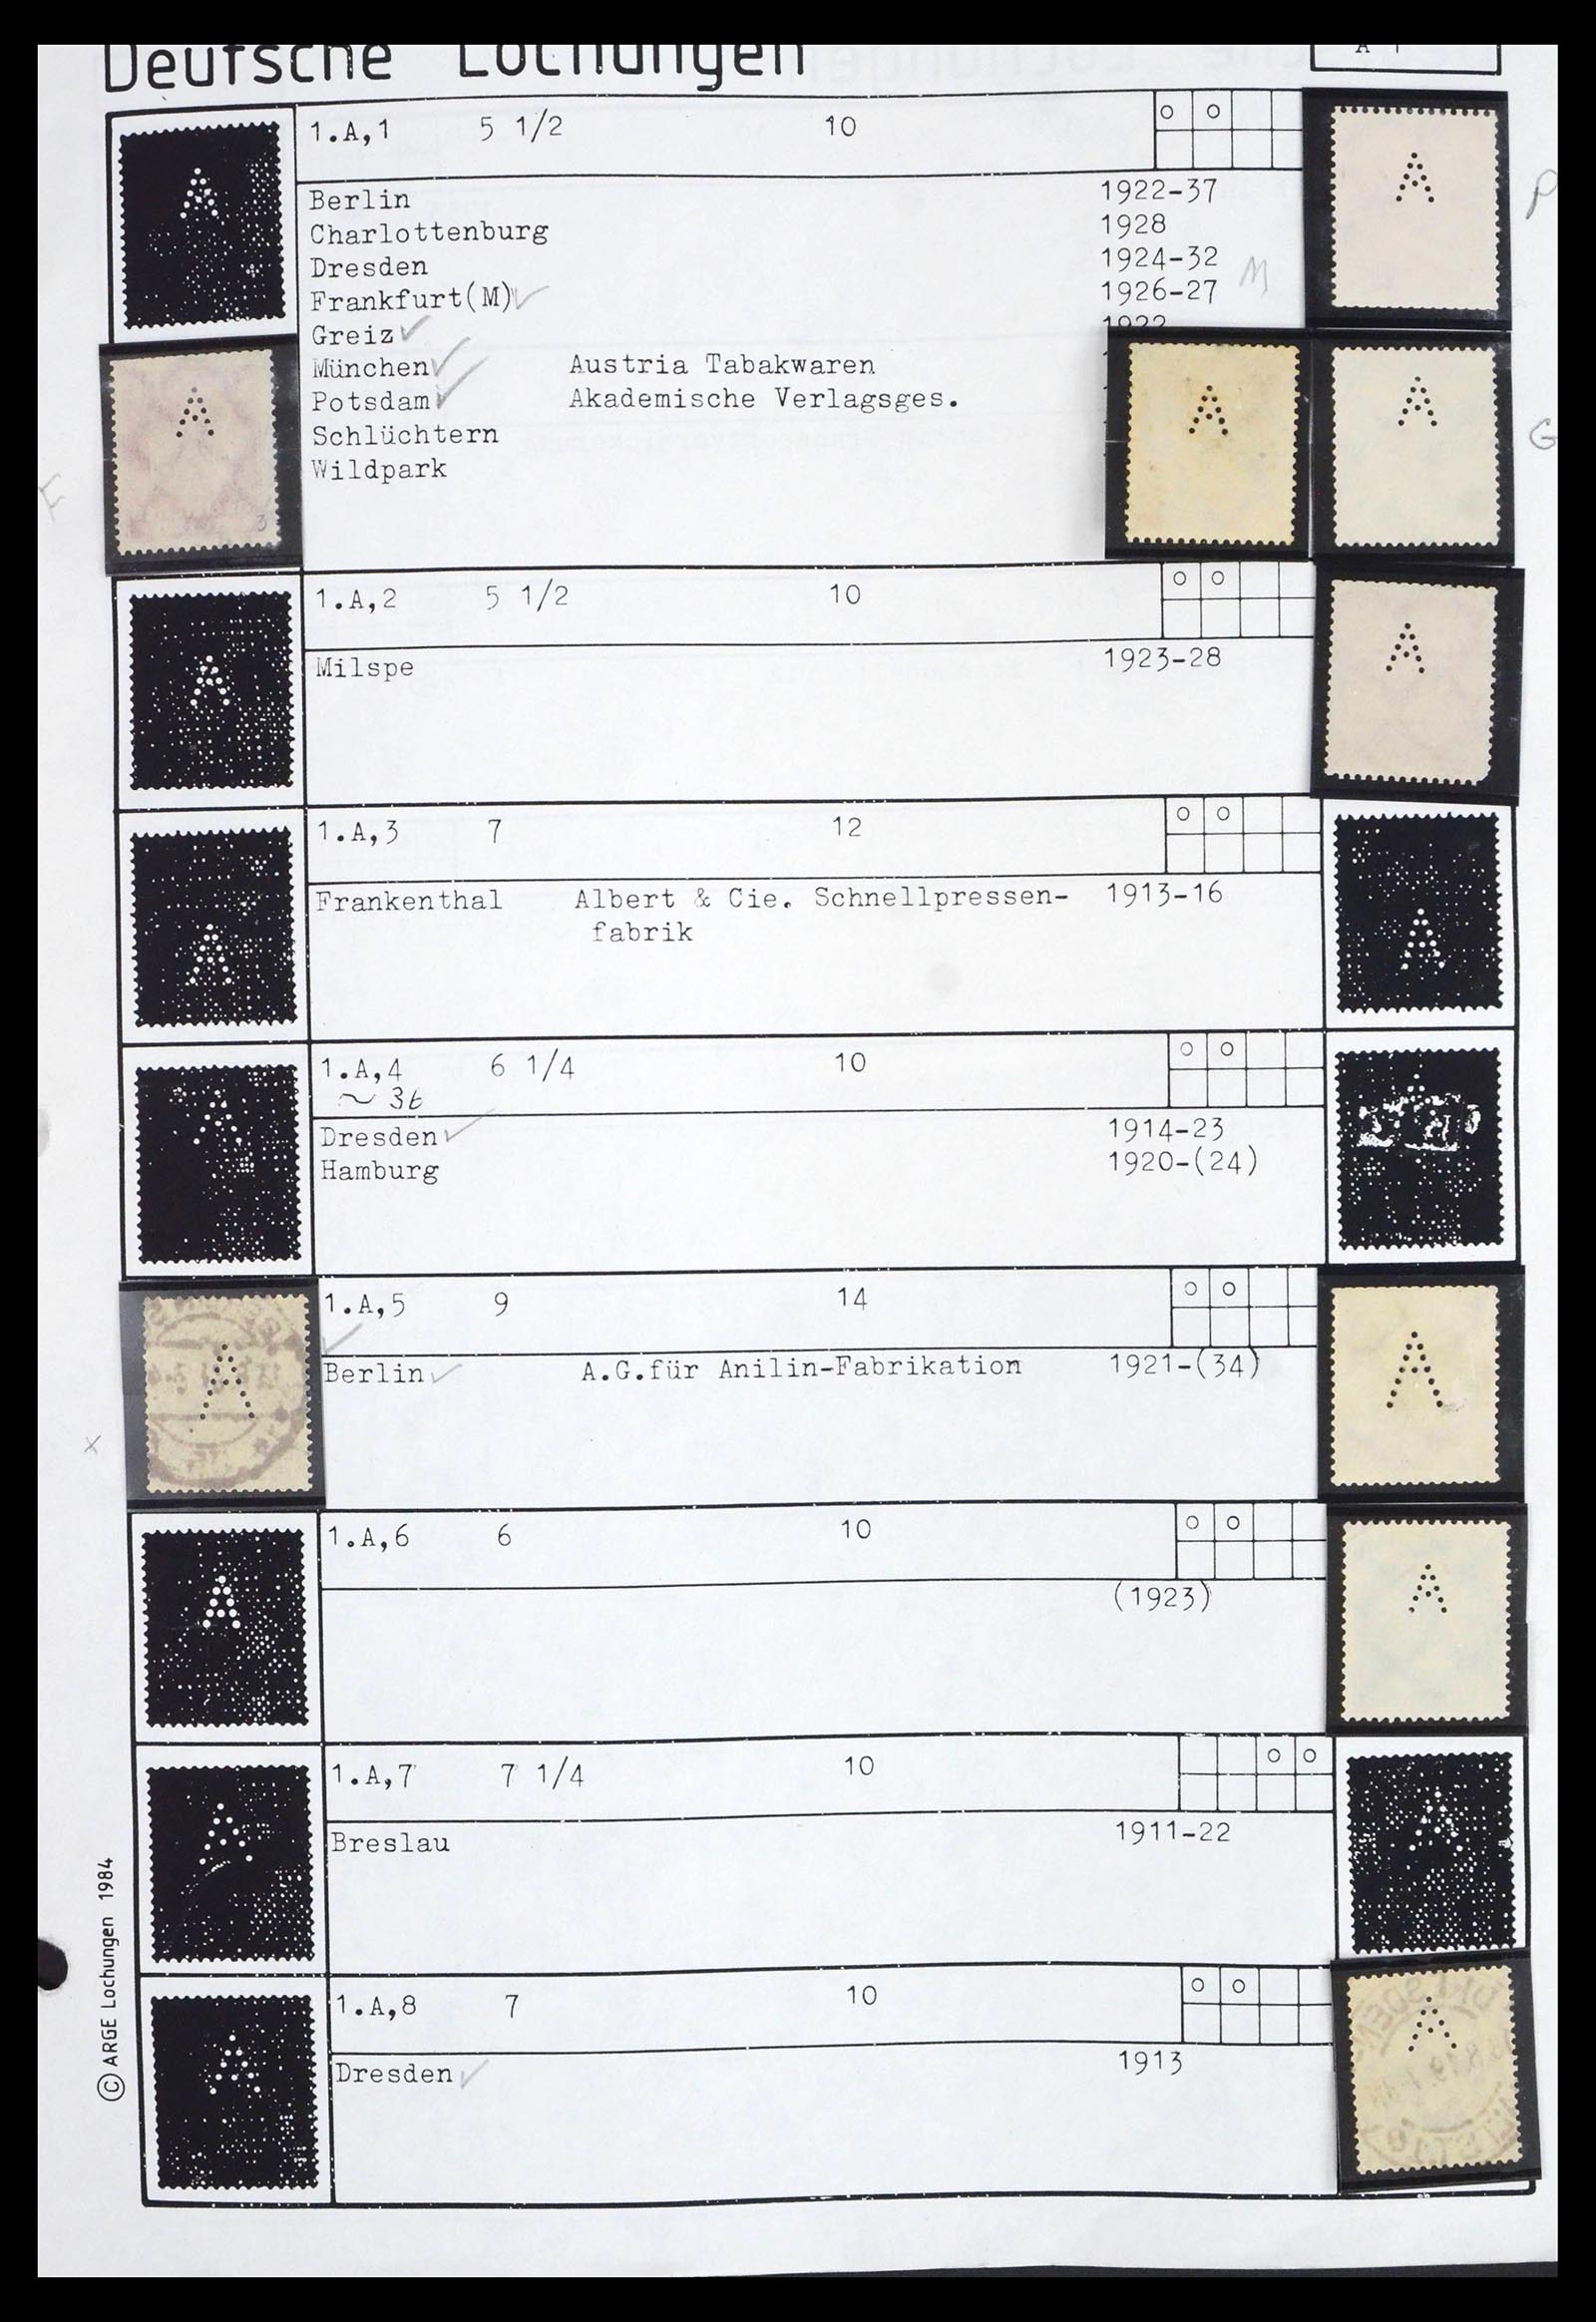 Deutsche Lochungen
A 1
1.A,1 5 1/2 10
Berlin 1922-37
Charlottenburg 1928
Dresden 1924-32
Frankfurt(M) 1926-27 M
Greiz 1922
München Austria Tabakwaren
Potsdam Akademische Verlagsges.
Schlüchtern
Wildpark
P
G
F
3
1.A,2 5 1/2 10
Milspe 1923-28
1.A,3 7 12
Frankenthal Albert & Cie. Schnellpressen- 1913-16
fabrik
1.A,4 6 1/4 10
~ 36
Dresden 1914-23
Hamburg 1920-(24)
1.A,5 9 14
Berlin A.G.für Anilin-Fabrikation 1921-(34)
x
1.A,6 6 10
(1923)
1.A,7 7 1/4 10
Breslau 1911-22
1.A,8 7 10
Dresden 1913
© ARGE Lochungen 1984